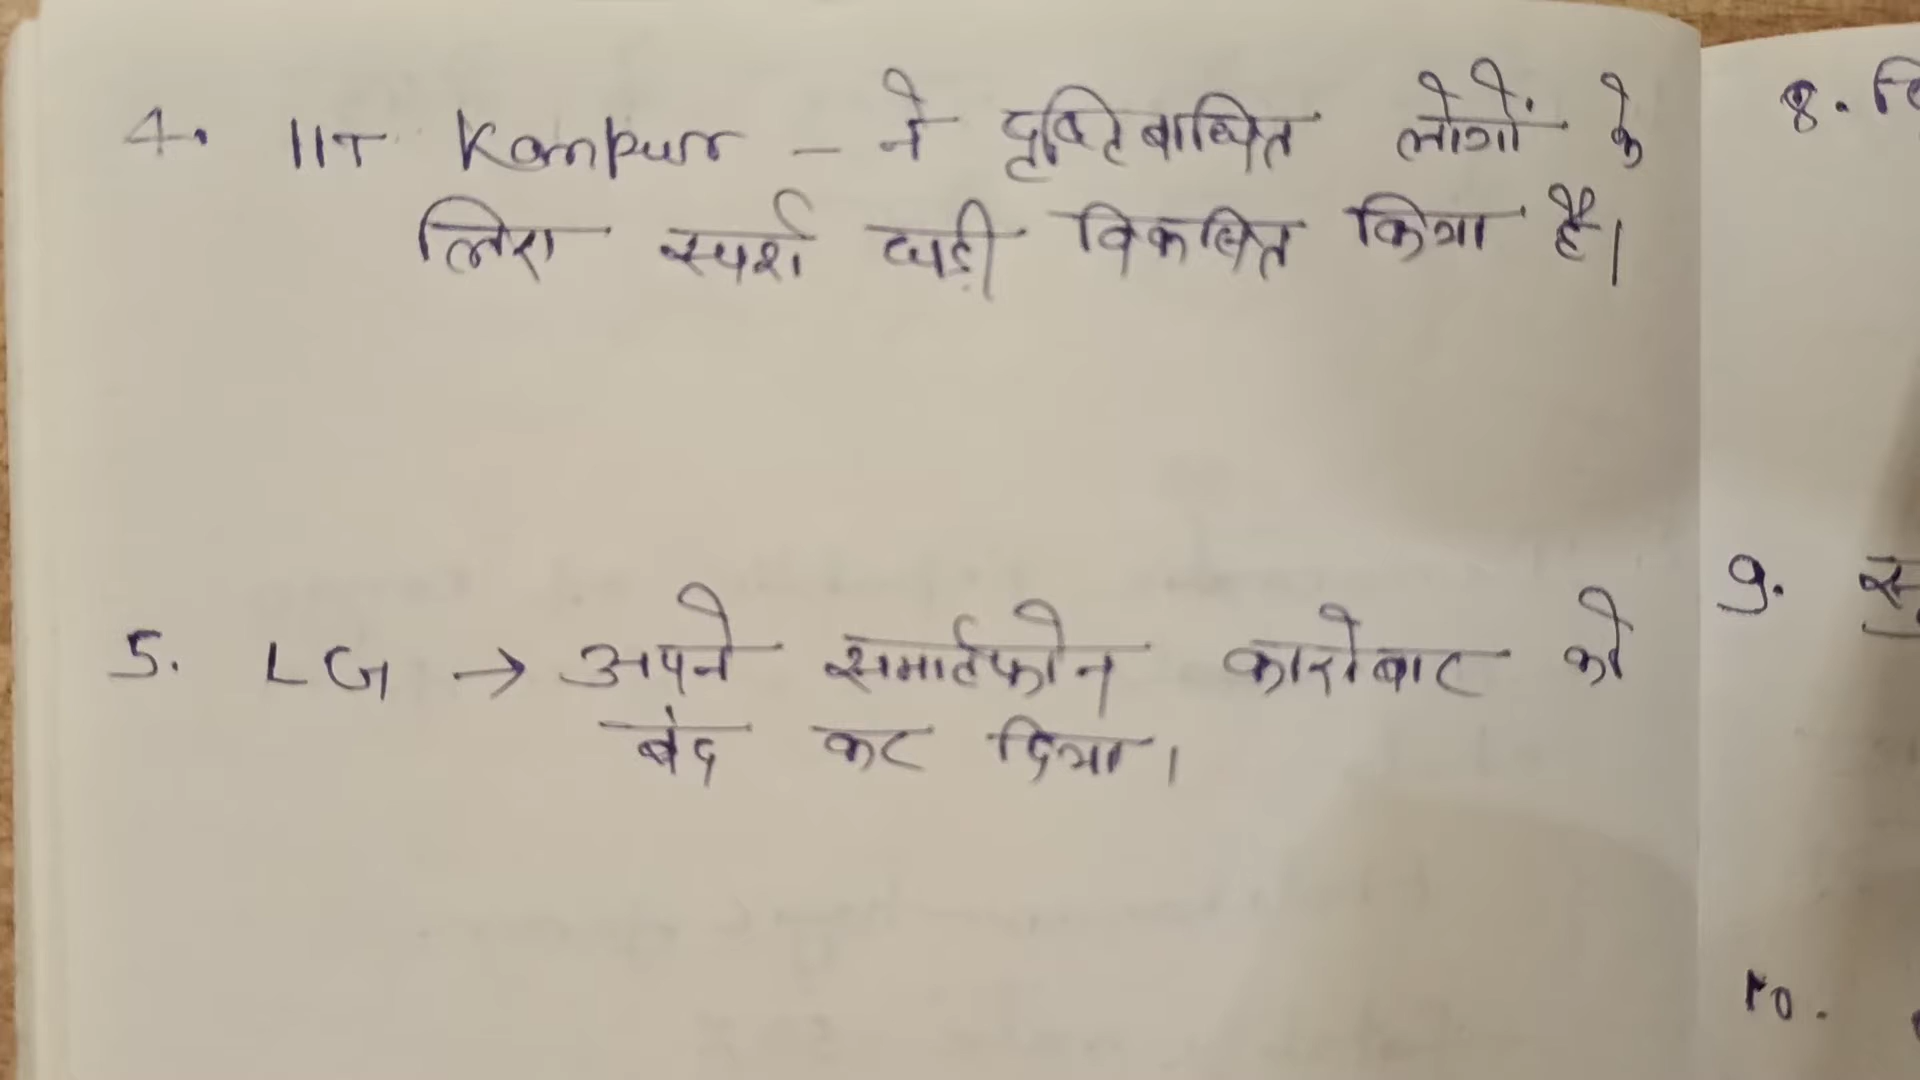 4. IIT Kanpur - ने दृष्टिबाधित लोगों के
लिए स्पर्श घड़ी विकसित किया है।
5. LG → अपने स्मार्टफोन कारोबार को
बंद कर दिया।
8.
9.
10.